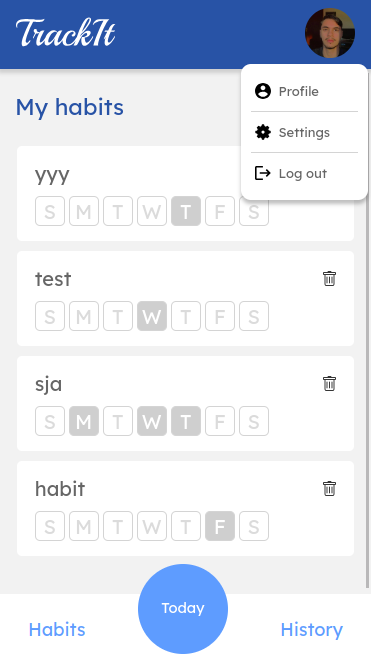 TrackIt
Profile
Settings
Log out
My habits
yyy
S M T W T F S
test
S M T W T F S
sja
S M T W T F S
habit
S M T W T F S
Habits
Today
History